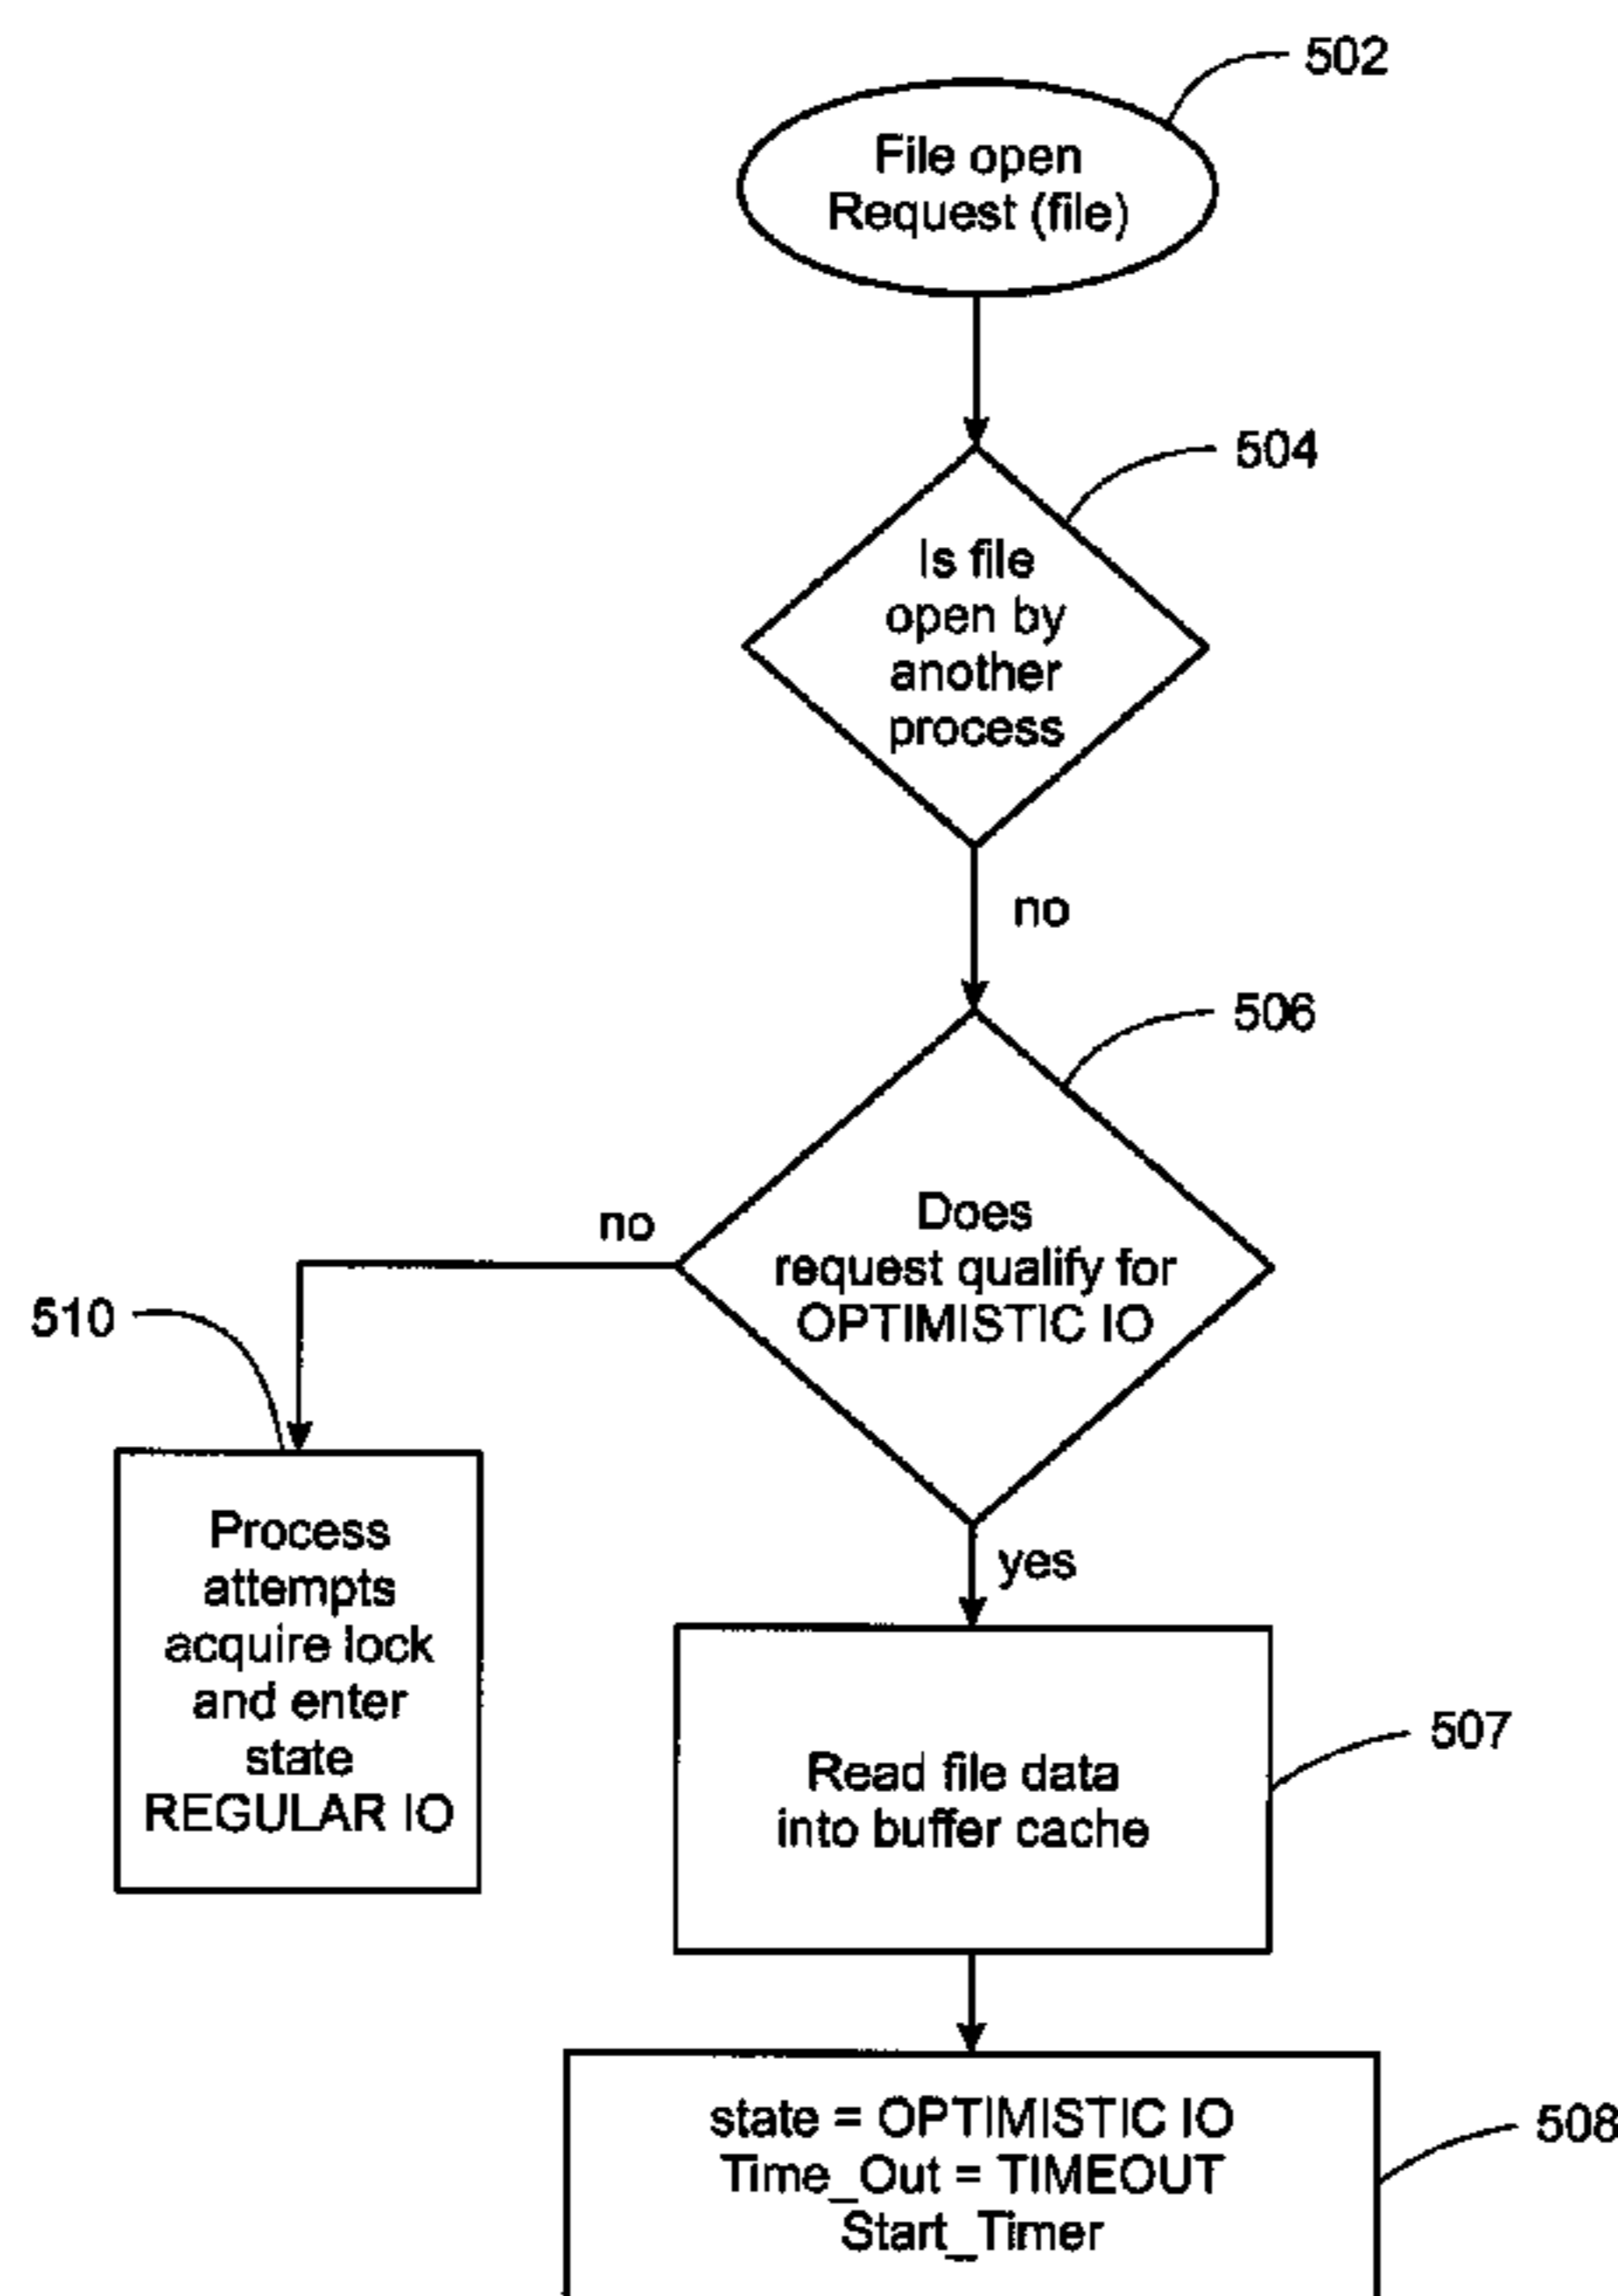 502
File open
Request (file)
504
Is file
open by
another
process
no
506
no
Does
request qualify for
OPTIMISTIC IO
510
Process
attempts
acquire lock
and enter
state
REGULAR IO
yes
507
Read file data
into buffer cache
508
state = OPTIMISTIC IO
Time_Out = TIMEOUT
Start_Timer